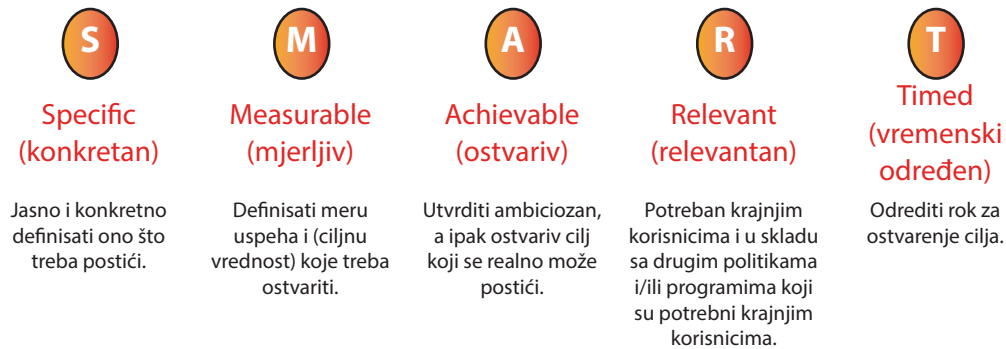 S
Specific
(konkretan)
Jasno i konkretno
definisati ono što
treba postići.
M
Measurable
(mjerljiv)
Definisati meru
uspeha i (ciljnu
vrednost) koje treba
ostvariti.
A
Achievable
(ostvariv)
Utvrditi ambiciozan,
a ipak ostvariv cilj
koji se realno može
postići.
R
Relevant
(relevantan)
Potreban krajnjim
korisnicima i u skladu
sa drugim politikama
i/ili programima koji
su potrebni krajnjim
korisnicima.
T
Timed
(vremenski
određen)
Odrediti rok za
ostvarenje cilja.